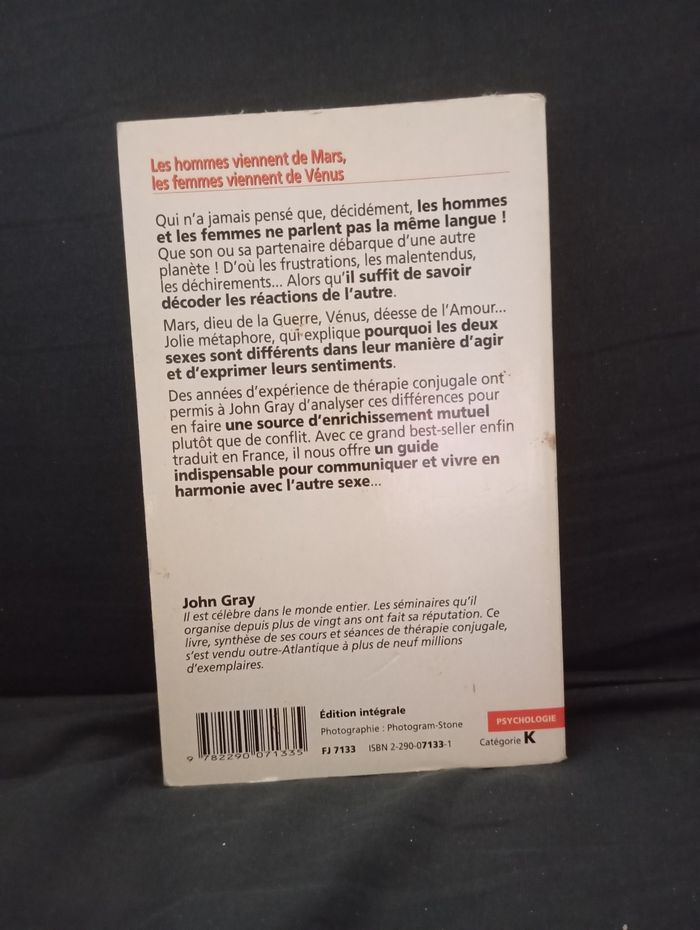 Les hommes viennent de Mars,
les femmes viennent de Vénus
Qui n'a jamais pensé que, décidément, les hommes
et les femmes ne parlent pas la même langue !
Que son ou sa partenaire débarque d'une autre
planète ! D'où les frustrations, les malentendus,
les déchirements... Alors qu'il suffit de savoir
décoder les réactions de l'autre.
Mars, dieu de la Guerre, Vénus, déesse de l'Amour...
Jolie métaphore, qui explique pourquoi les deux
sexes sont différents dans leur manière d'agir
et d'exprimer leurs sentiments.
Des années d'expérience de thérapie conjugale ont
permis à John Gray d'analyser ces différences pour
en faire une source d'enrichissement mutuel
plutôt que de conflit. Avec ce grand best-seller enfin
traduit en France, il nous offre un guide
indispensable pour communiquer et vivre en
harmonie avec l'autre sexe...
John Gray
Il est célèbre dans le monde entier. Les séminaires qu'il
organise depuis plus de vingt ans ont fait sa réputation. Ce
livre, synthèse de ses cours et séances de thérapie conjugale,
s'est vendu outre-Atlantique à plus de neuf millions
d'exemplaires.
Édition intégrale
Photographie : Photogram-Stone
FJ 7133 ISBN 2-290-07133-1
PSYCHOLOGIE
Catégorie K
9 782290 071335